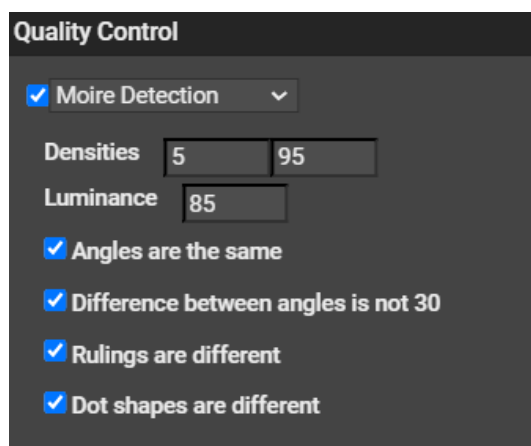 Quality Control
Moire Detection
Densities 5 95
Luminance 85
Angles are the same
Difference between angles is not 30
Rulings are different
Dot shapes are different